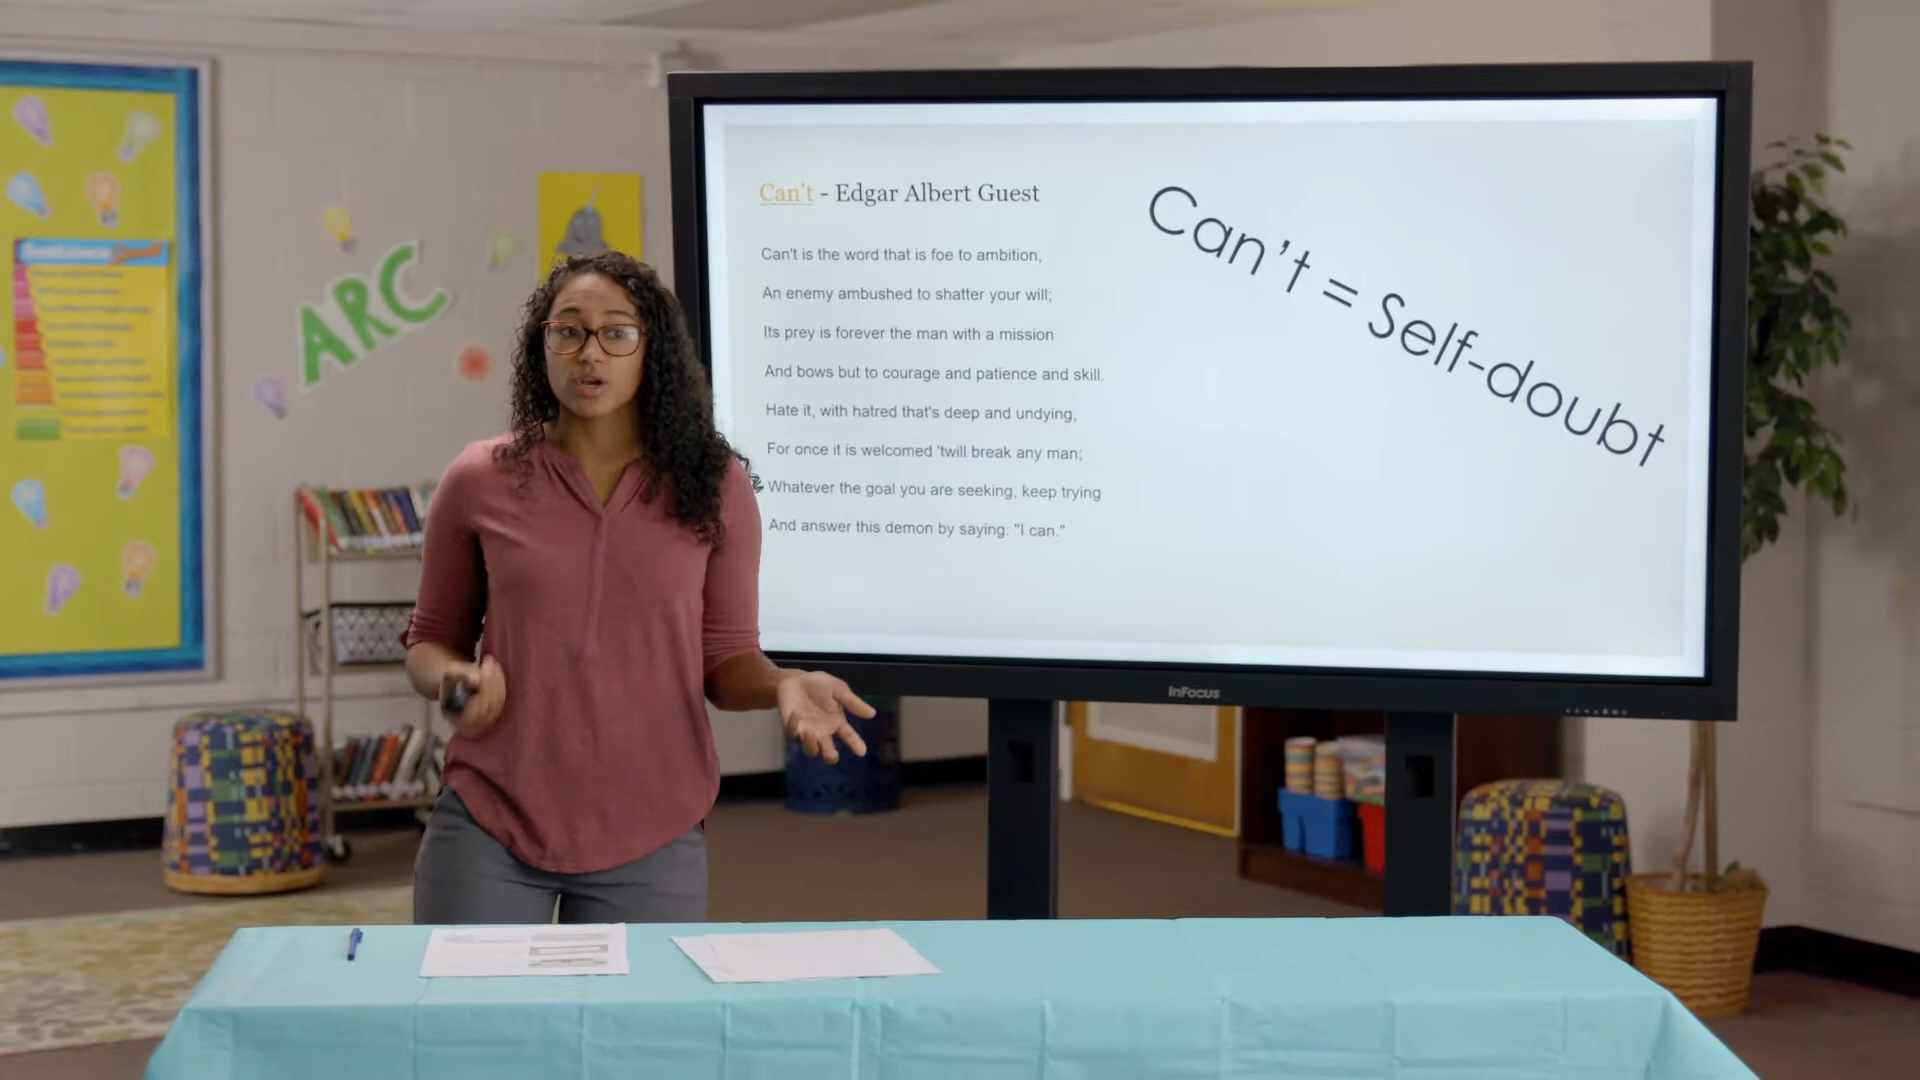 ARC
Can't - Edgar Albert Guest
Can't is the word that is foe to ambition,
An enemy ambushed to shatter your will;
Its prey is forever the man with a mission
And bows but to courage and patience and skill.
Hate it, with hatred that's deep and undying,
For once it is welcomed 'twill break any man;
Whatever the goal you are seeking, keep trying
And answer this demon by saying: "I can."
Can't = Self-doubt
InFocus